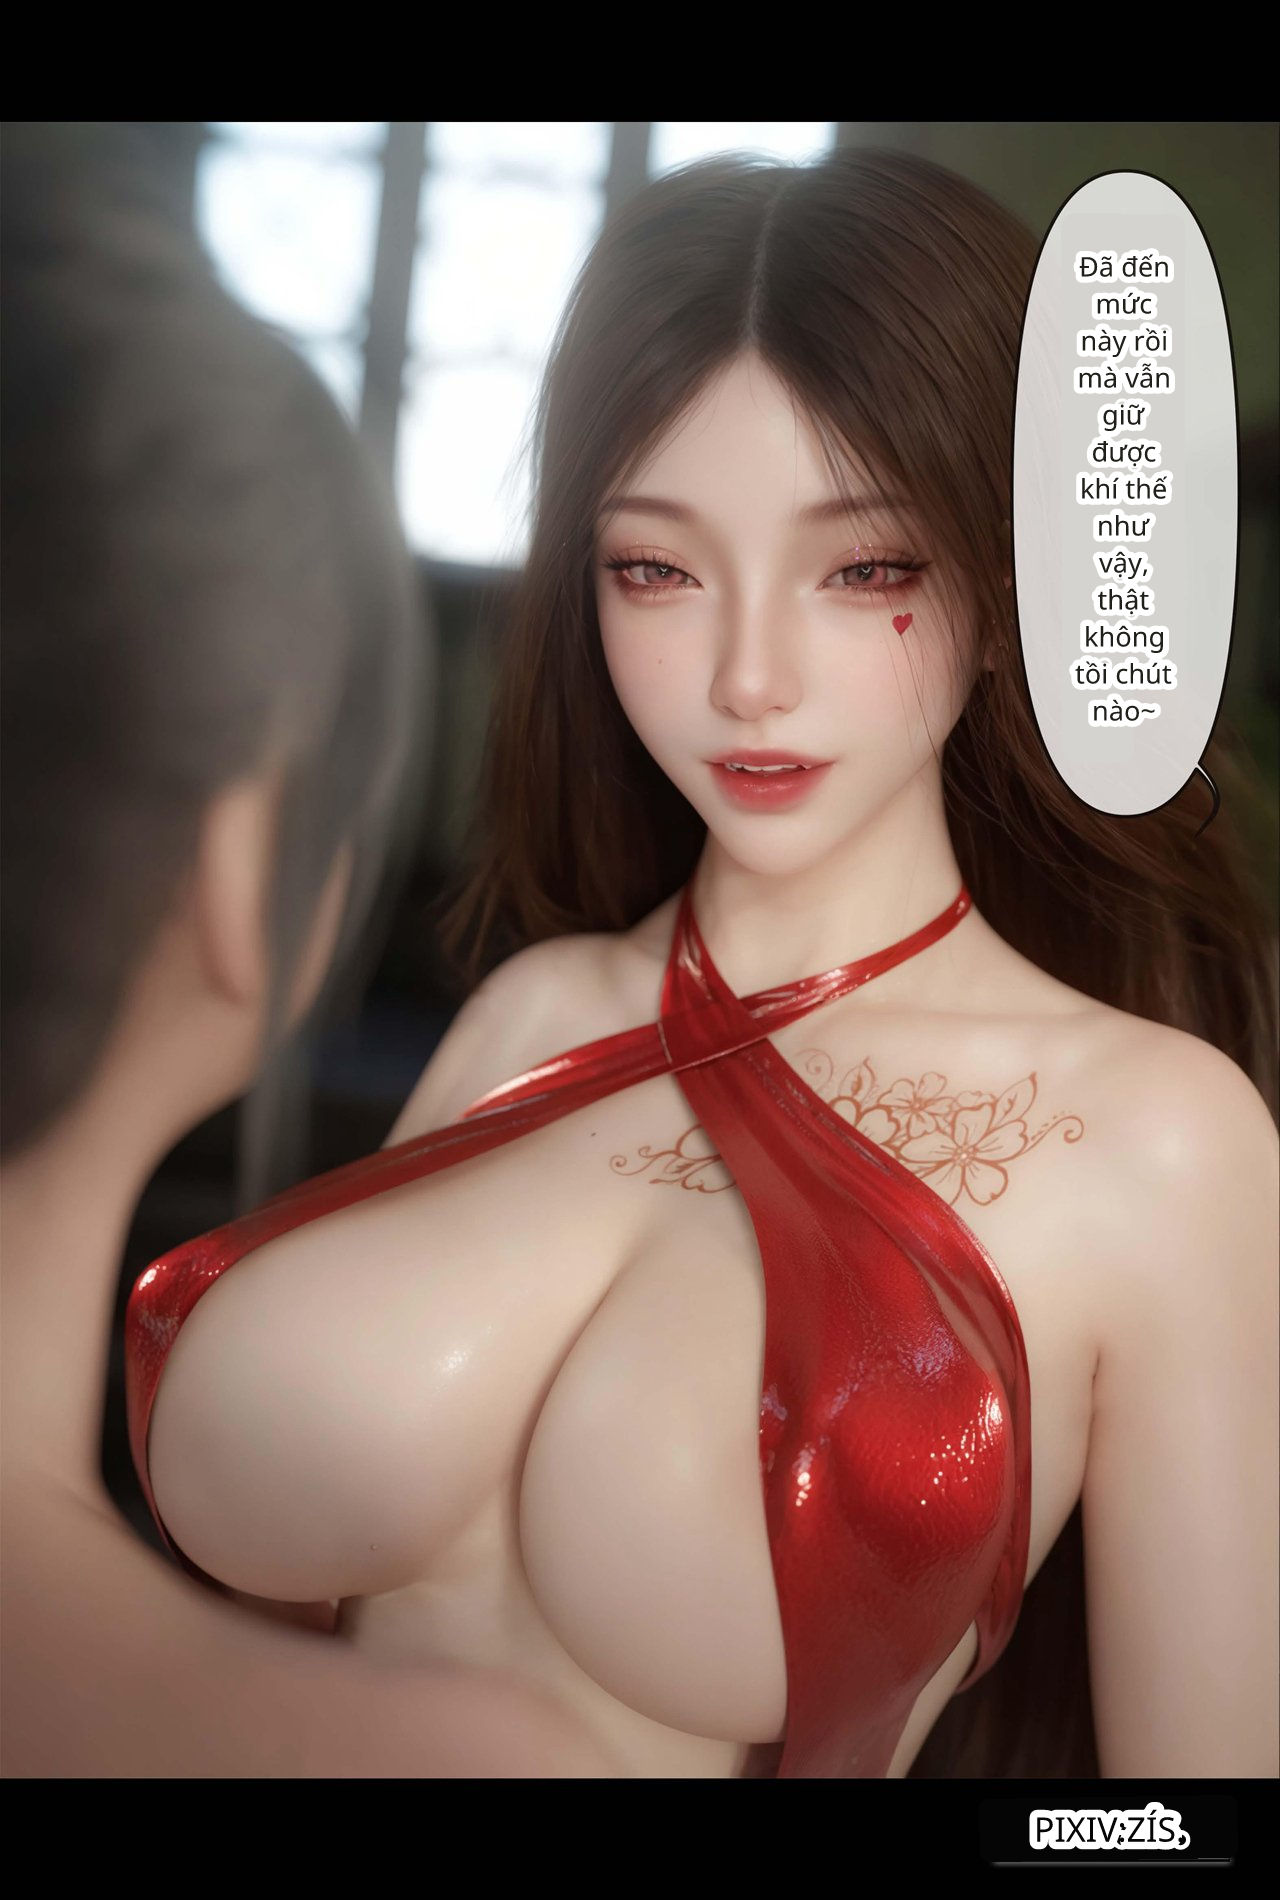 Đã đến
mức
này rồi
mà vẫn
giữ
được
khí thế
như
vậy,
thật
không
tồi chút
nào~
PIXIV:ZÍS.